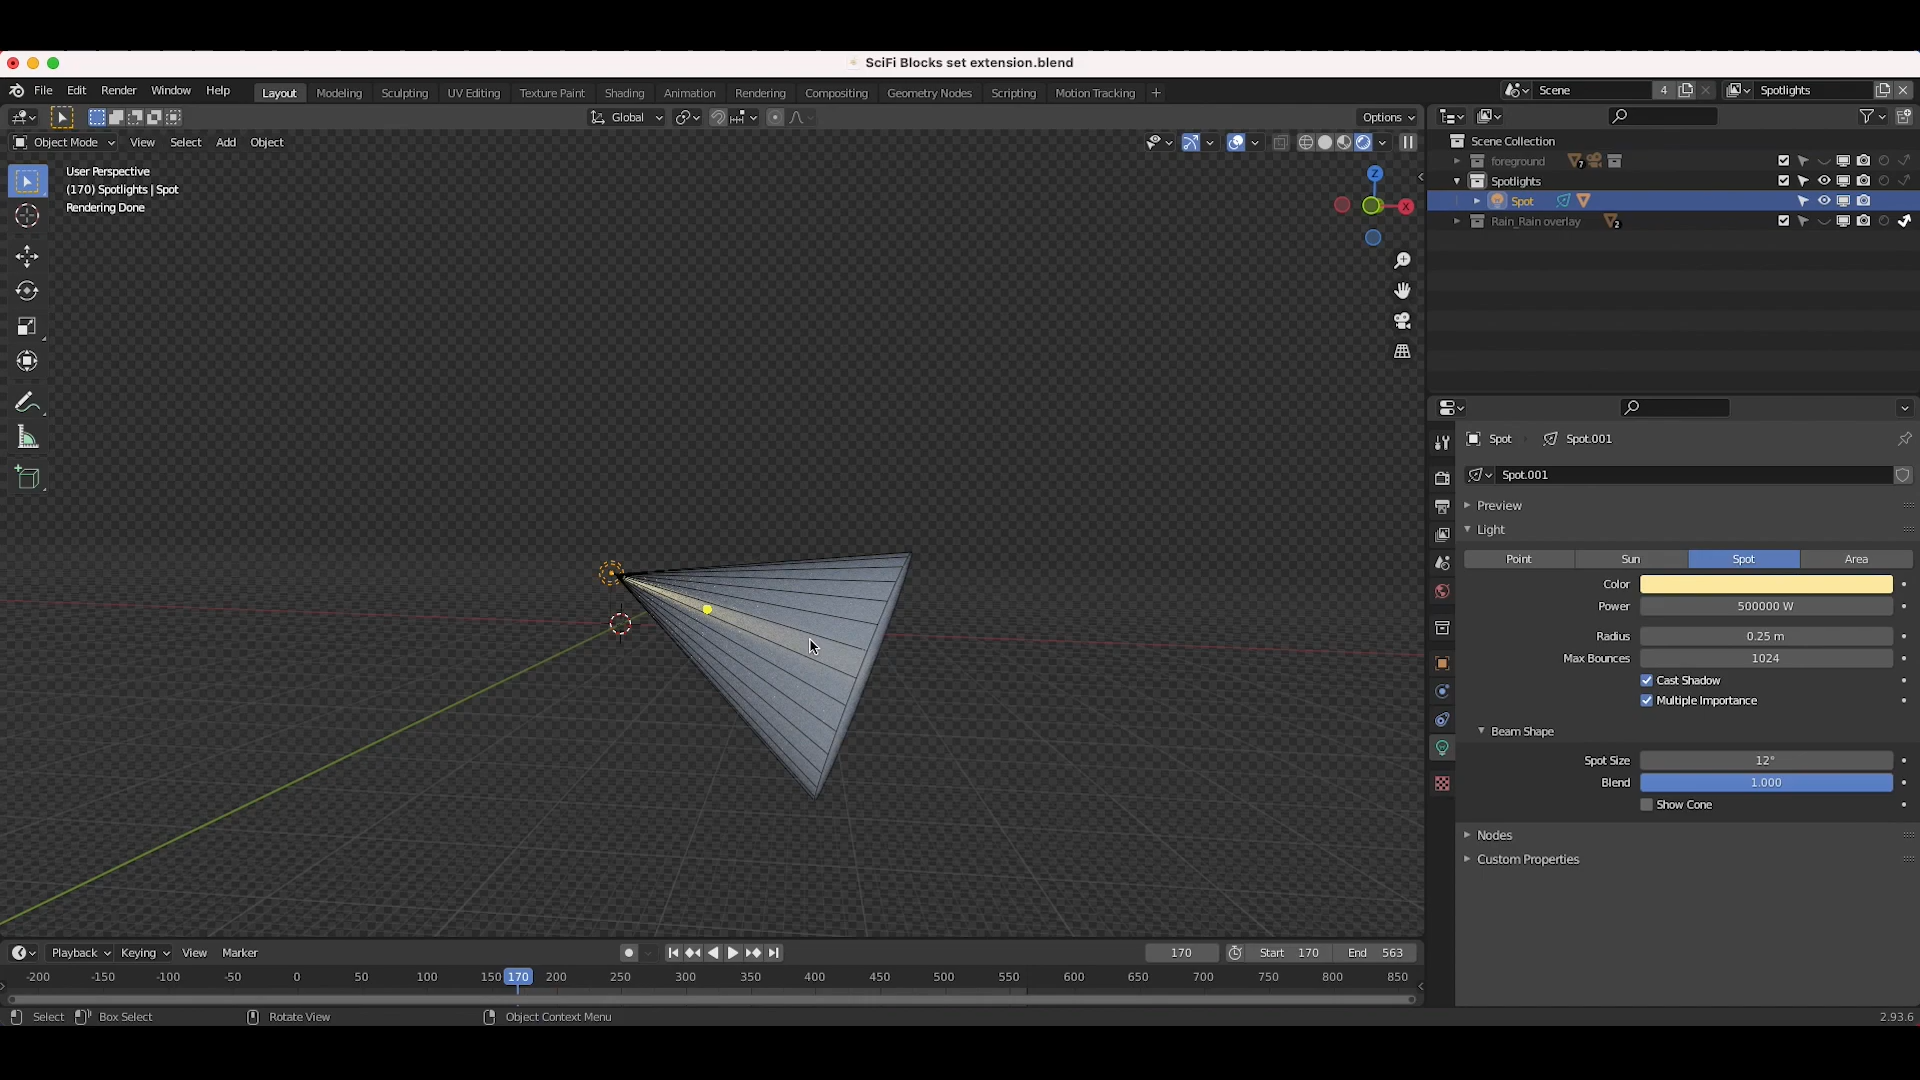 SciFi Blocks set extension.blend
File Edit Render Window Help Layout Modeling Sculpting UV Editing Texture Paint Shading Animation Rendering Compositing Geometry Nodes Scripting Motion Tracking + Scene 4 Spotlights
Global Options
Object Mode View Select Add Object
User Perspective
(170) Spotlights | Spot
Rendering Done
Z
X
Scene Collection
foreground 7
Spotlights
Spot
Rain_Rain overlay 2
Spot Spot.001
Spot.001
Preview
Light
Point Sun Spot Area
Color
Power 500000 W
Radius 0.25 m
Max Bounces 1024
Cast Shadow
Multiple Importance
Beam Shape
Spot Size 12°
Blend 1.000
Show Cone
Nodes
Custom Properties
Playback Keying View Marker 170 Start 170 End 563
-200 -150 -100 -50 0 50 100 150 170 200 250 300 350 400 450 500 550 600 650 700 750 800 850
Select Box Select Rotate View Object Context Menu 2.93.6